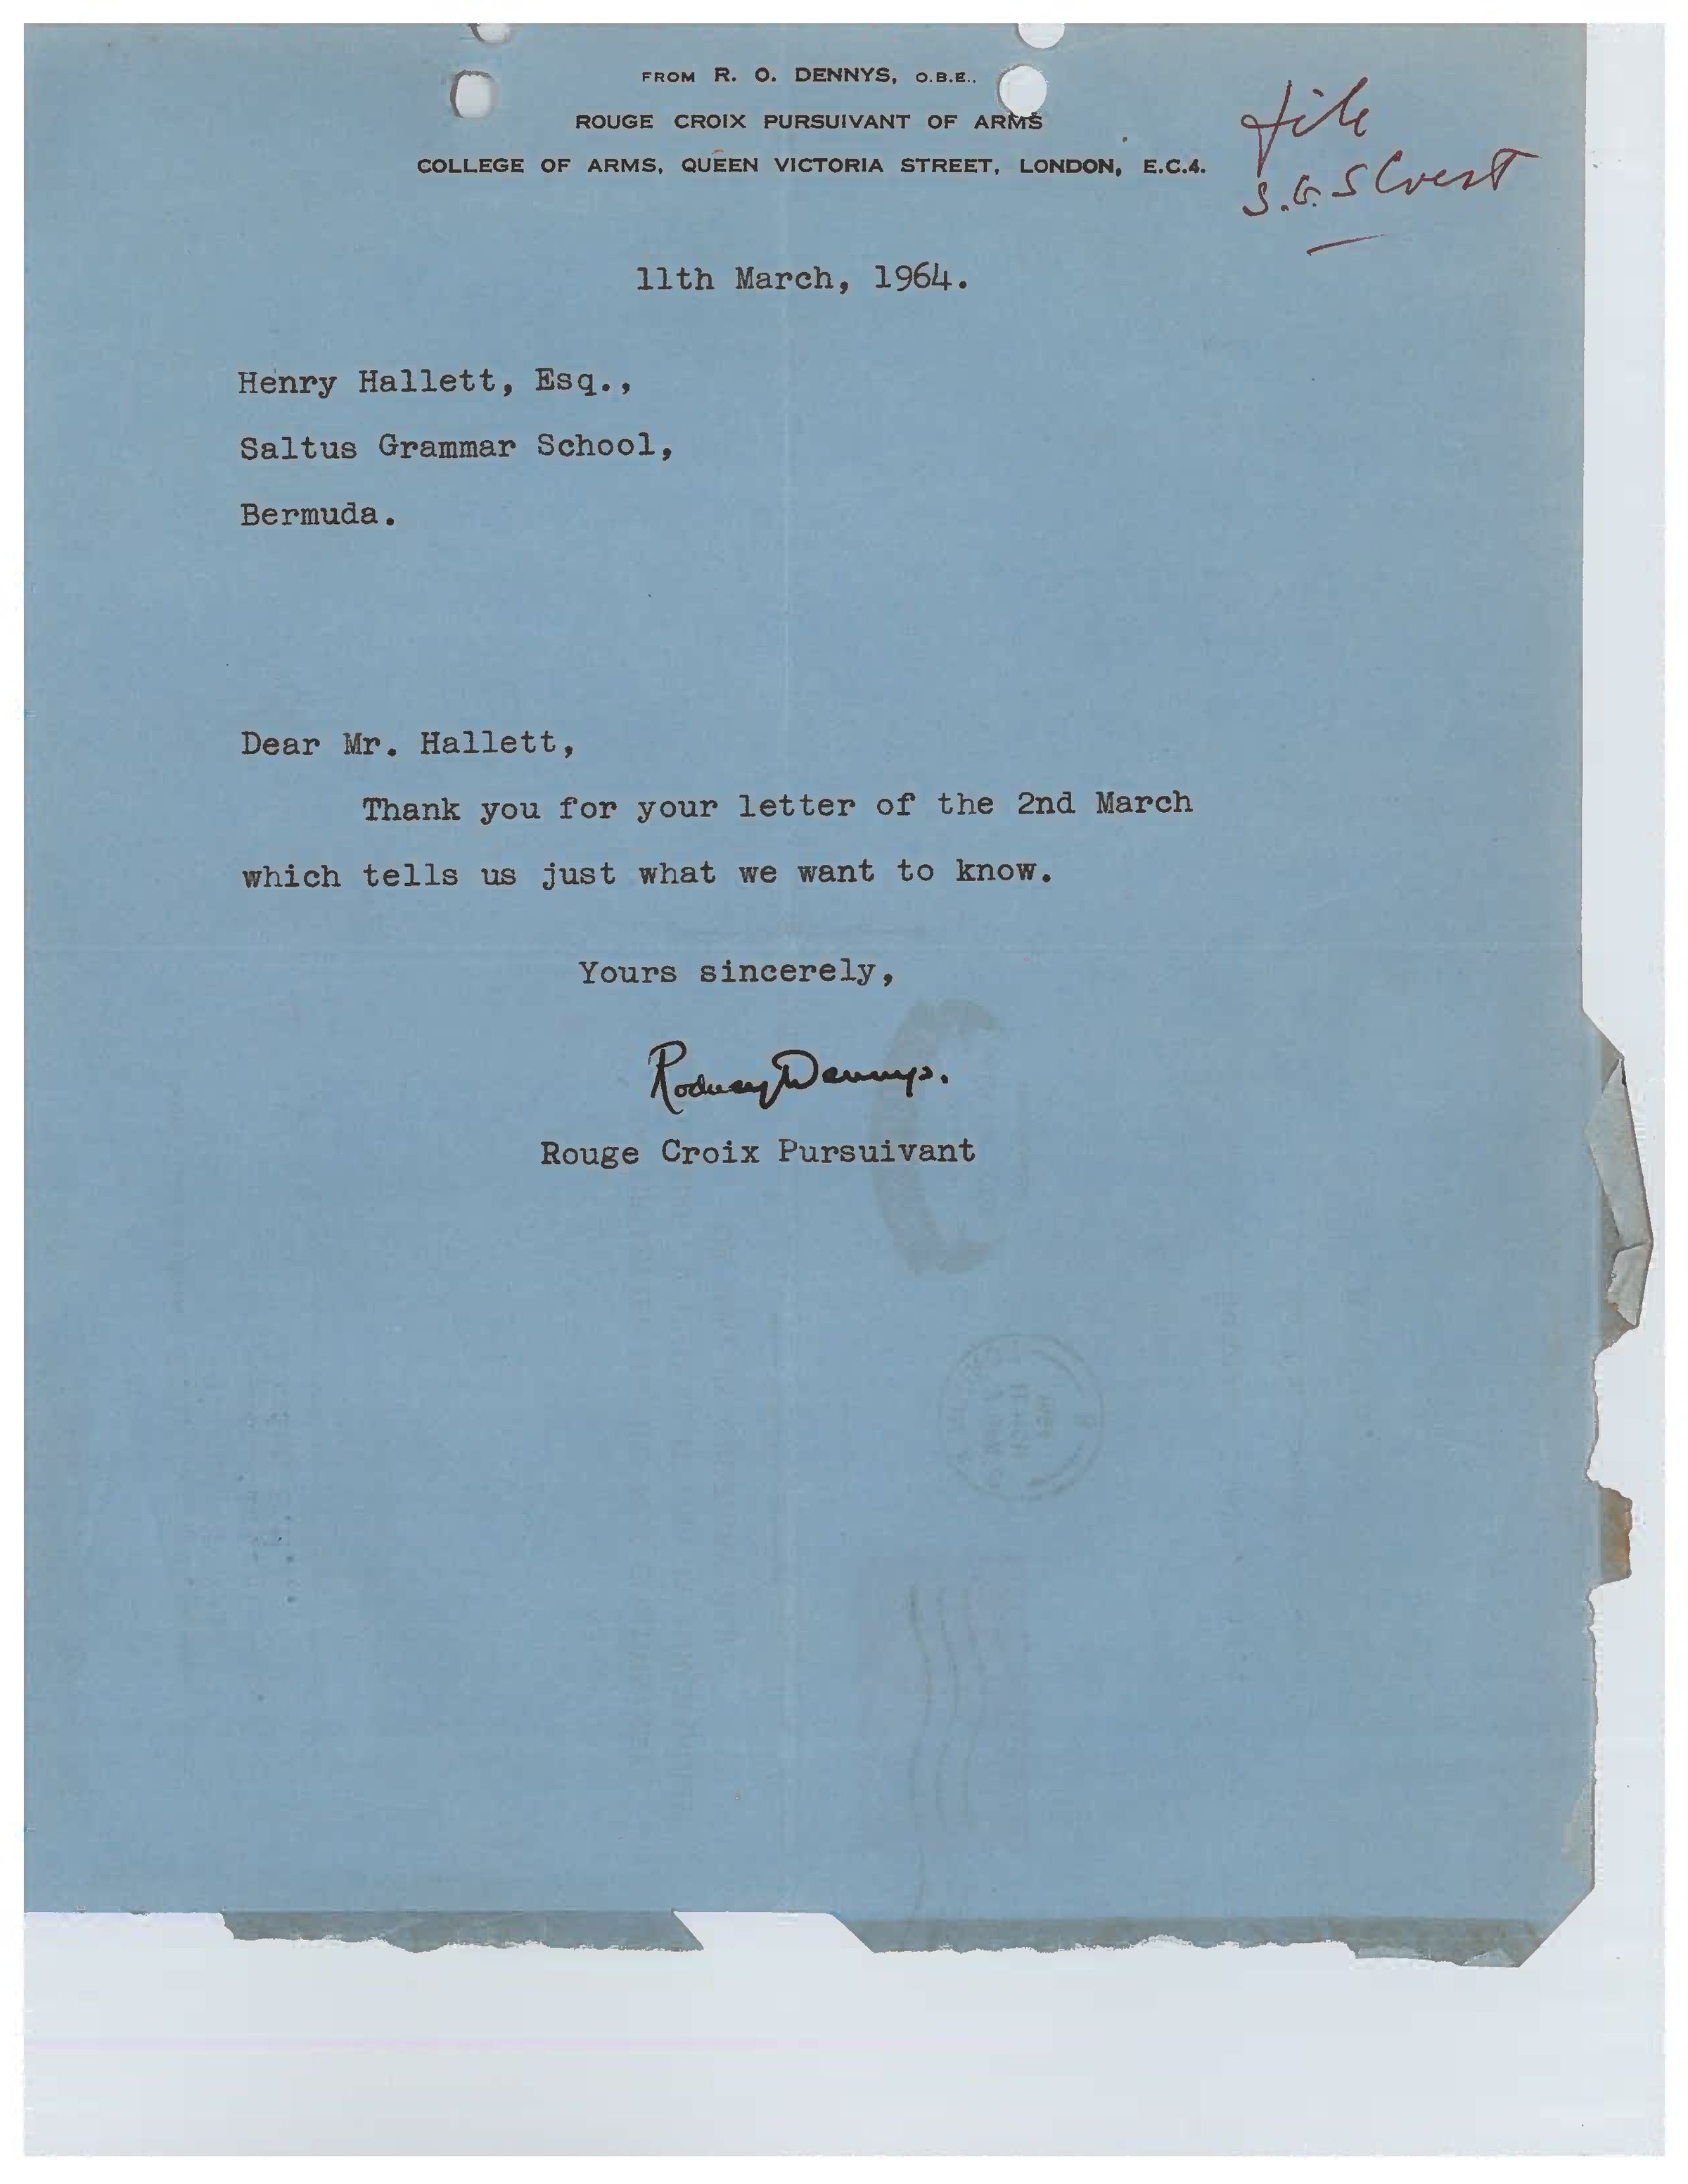 FROM R. O. DENNYS, O.B.E..
ROUGE CROIX PURSUIVANT OF ARMS
COLLEGE OF ARMS, QUEEN VICTORIA STREET, LONDON, E.C.4.
file
S.G.S Crest
11th March, 1964.
Henry Hallett, Esq.,
Saltus Grammar School,
Bermuda.
Dear Mr. Hallett,
Thank you for your letter of the 2nd March
which tells us just what we want to know.
Yours sincerely,
Rodney Dennys.
Rouge Croix Pursuivant